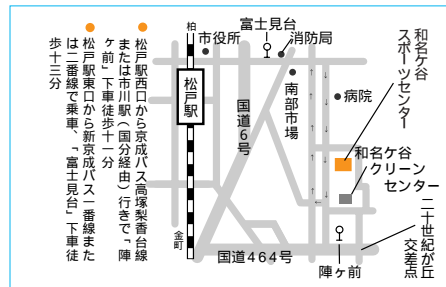 ●松戸駅西口から京成バス高塚梨香台線
または市川駅(国分経由)行きで「陣
ヶ前」下車徒歩十一分
●松戸駅東口から新京成バス一番線また
は二番線で乗車、「富士見台」下車徒
歩十三分
柏
市役所
富士見台
消防局
松戸駅
国道6号
南部市場
病院
和名ケ谷
スポーツセンター
和名ケ谷
クリーン
センター
二十世紀が丘
交差点
金町
国道464号
陣ヶ前